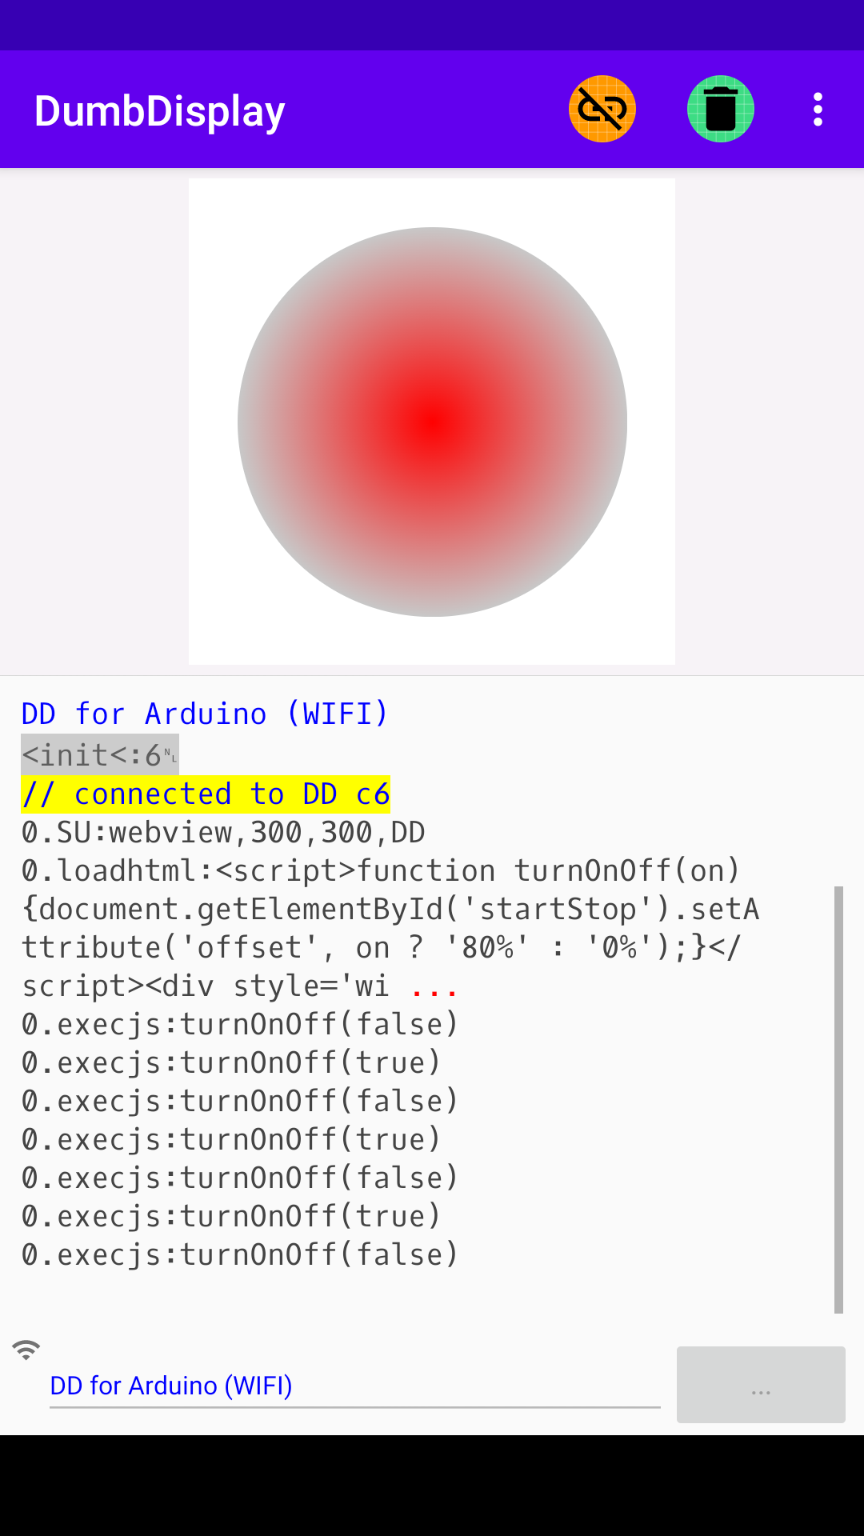 DumbDisplay
DD for Arduino (WIFI)
<init<:6␤
// connected to DD c6
0.SU:webview,300,300,DD
0.loadhtml:<script>function turnOnOff(on)
{document.getElementById('startStop').setA
ttribute('offset', on ? '80%' : '0%');}</
script><div style='wi ...
0.execjs:turnOnOff(false)
0.execjs:turnOnOff(true)
0.execjs:turnOnOff(false)
0.execjs:turnOnOff(true)
0.execjs:turnOnOff(false)
0.execjs:turnOnOff(true)
0.execjs:turnOnOff(false)
DD for Arduino (WIFI)
...